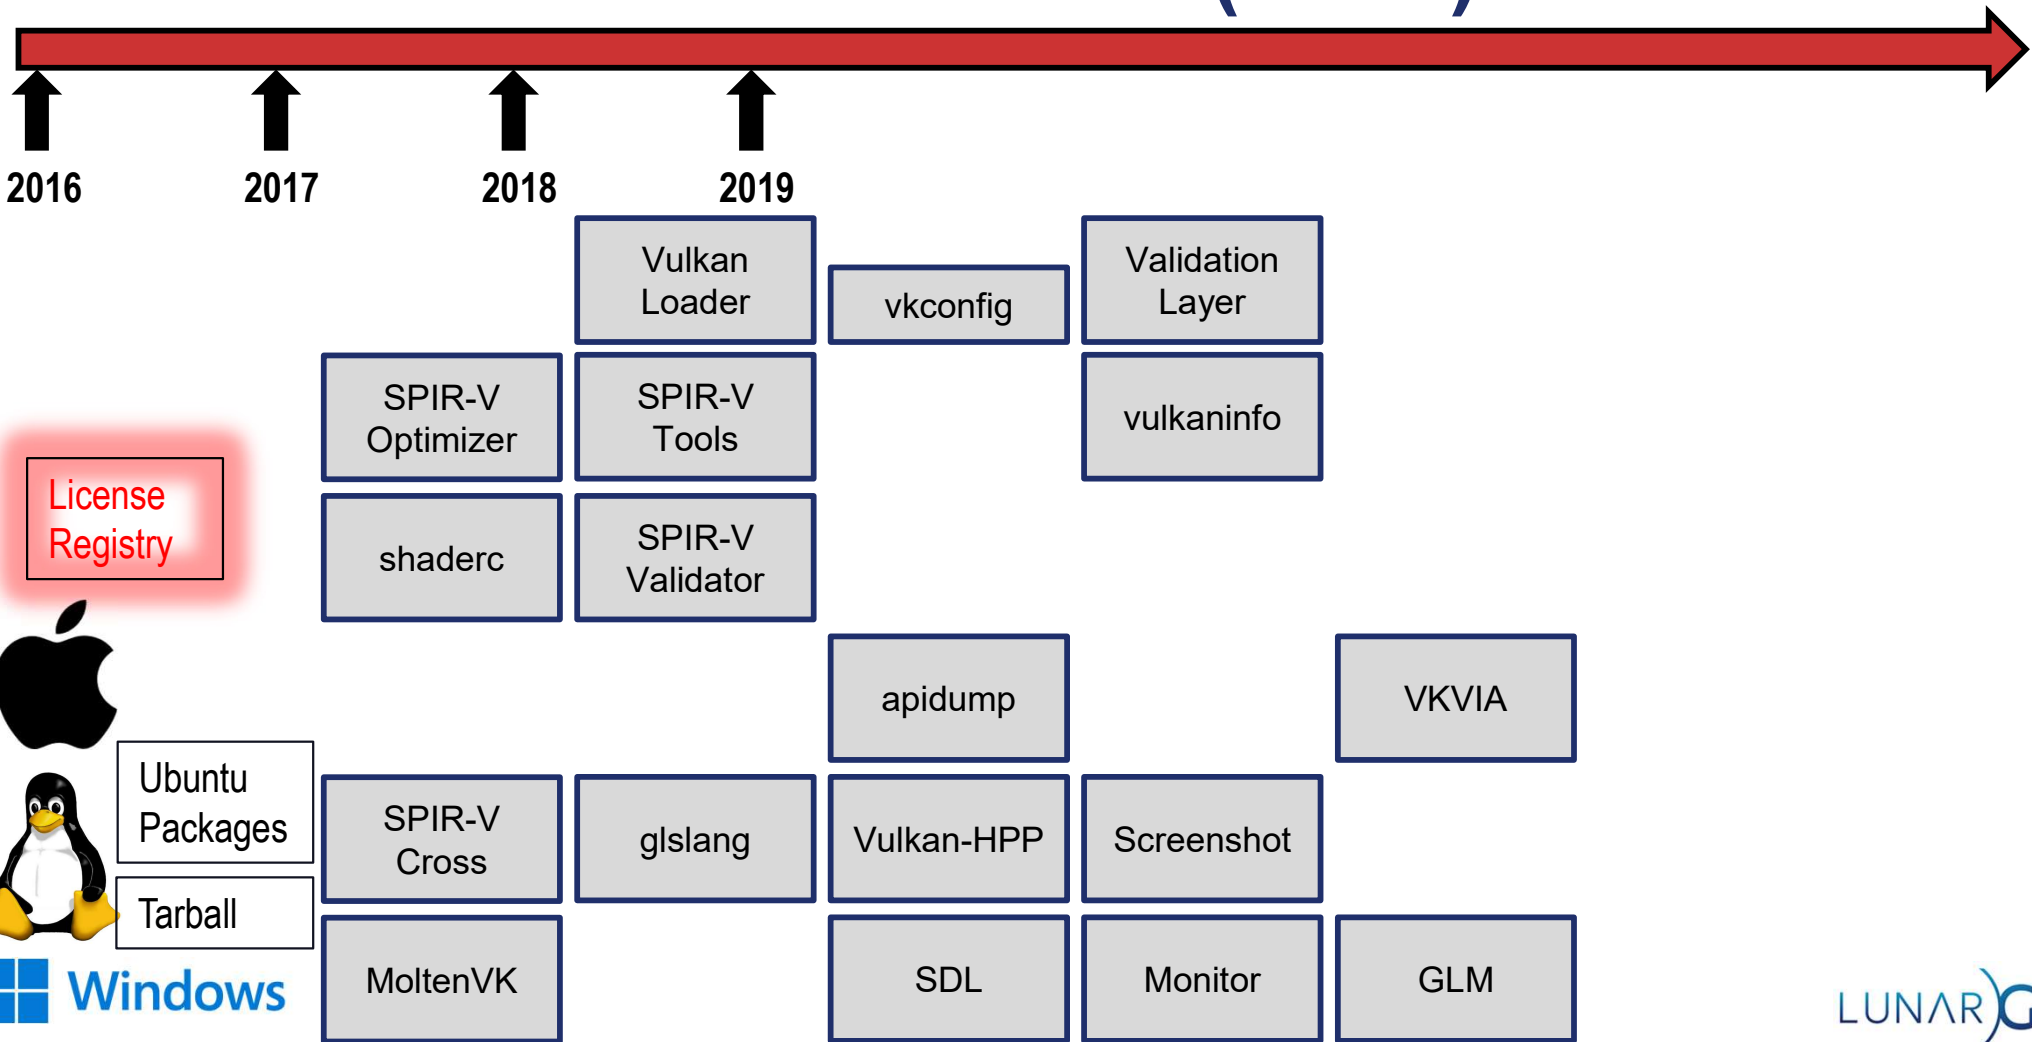 2016
2017
2018
2019
Vulkan
Loader
vkconfig
Validation
Layer
SPIR-V
Optimizer
SPIR-V
Tools
vulkaninfo
License
Registry
shaderc
SPIR-V
Validator
apidump
VKVIA
Ubuntu
Packages
SPIR-V
Cross
glslang
Vulkan-HPP
Screenshot
Tarball
Windows
MoltenVK
SDL
Monitor
GLM
LUNAR)G